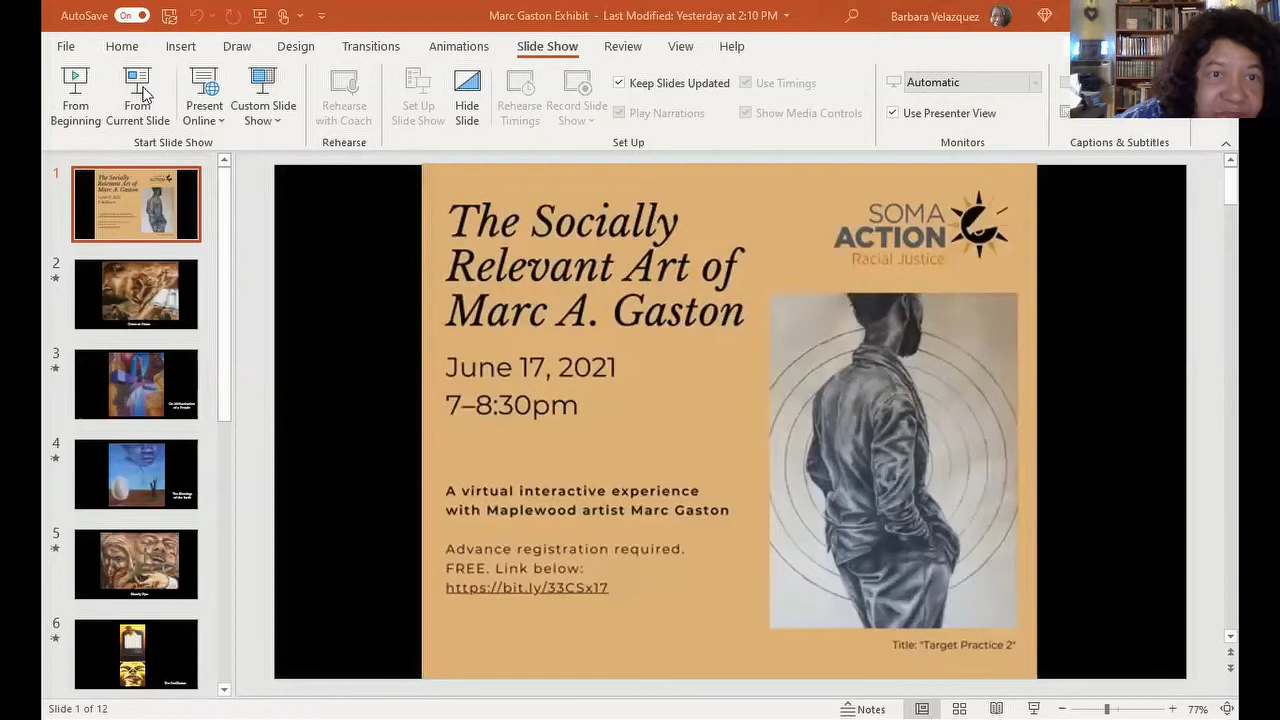 AutoSave On
Marc Gaston Exhibit - Last Modified: Yesterday at 2:10 PM
Barbara Velazquez
File Home Insert Draw Design Transitions Animations Slide Show Review View Help
From Beginning
From Current Slide
Present Online
Custom Slide Show
Start Slide Show
Rehearse with Coach
Rehearse
Set Up Slide Show
Hide Slide
Rehearse Timings
Record Slide Show
Keep Slides Updated
Play Narrations
Use Timings
Show Media Controls
Set Up
Automatic
Use Presenter View
Monitors
Captions & Subtitles
1
2
3
4
5
6
The Socially
Relevant Art of
Marc A. Gaston
June 17, 2021
7–8:30pm
A virtual interactive experience
with Maplewood artist Marc Gaston
Advance registration required.
FREE. Link below:
https://bit.ly/33CSx17
SOMA
ACTION
Racial Justice
Title: "Target Practice 2"
Slide 1 of 12
Notes
77%